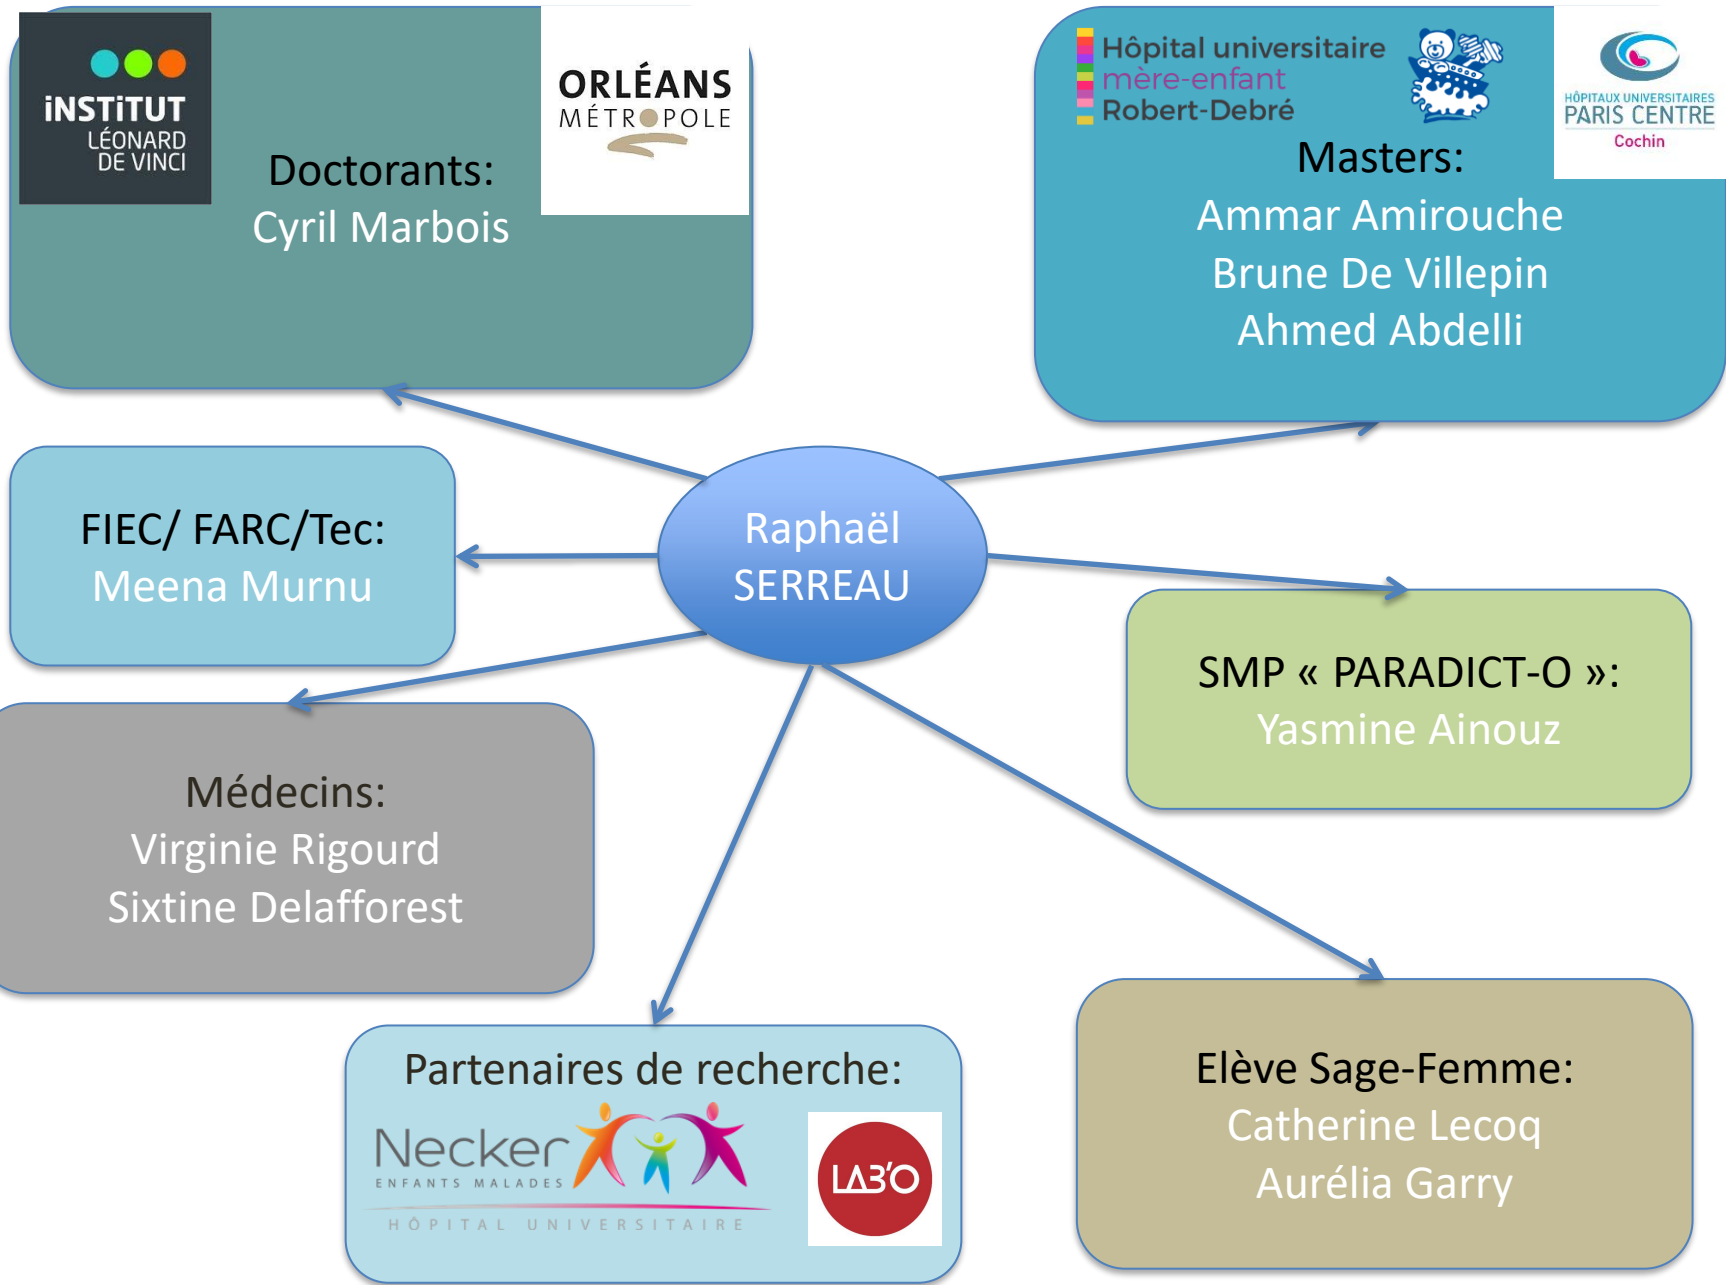 iNSTiTUT
LÉONARD
DE VINCI
ORLÉANS
MÉTROPOLE
Doctorants:
Cyril Marbois
Hôpital universitaire
mère-enfant
Robert-Debré
HÔPITAUX UNIVERSITAIRES
PARIS CENTRE
Cochin
Masters:
Ammar Amirouche
Brune De Villepin
Ahmed Abdelli
FIEC/ FARC/Tec:
Meena Murnu
Raphaël
SERREAU
SMP « PARADICT-O »:
Yasmine Ainouz
Médecins:
Virginie Rigourd
Sixtine Delafforest
Partenaires de recherche:
Necker
ENFANTS MALADES
HÔPITAL UNIVERSITAIRE
LAB'O
Elève Sage-Femme:
Catherine Lecoq
Aurélia Garry